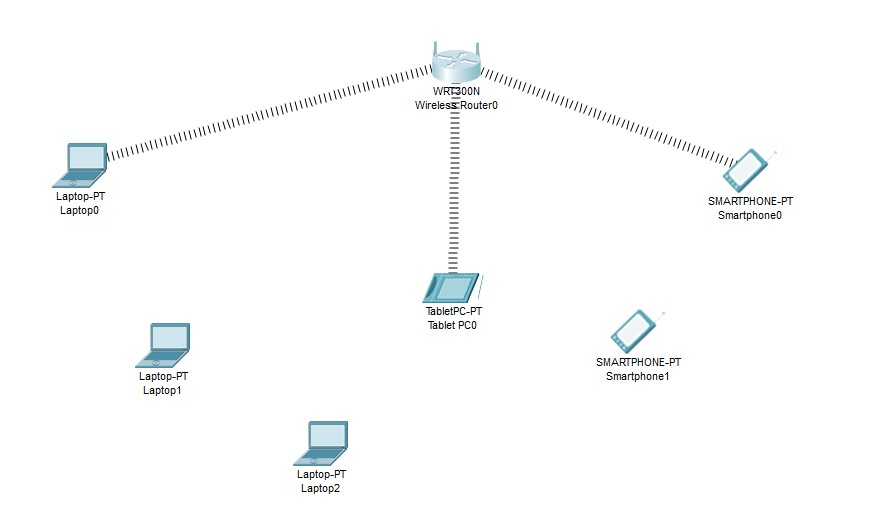 WRT300N
Wireless Router0
Laptop-PT
Laptop0
SMARTPHONE-PT
Smartphone0
TabletPC-PT
Tablet PC0
Laptop-PT
Laptop1
SMARTPHONE-PT
Smartphone1
Laptop-PT
Laptop2